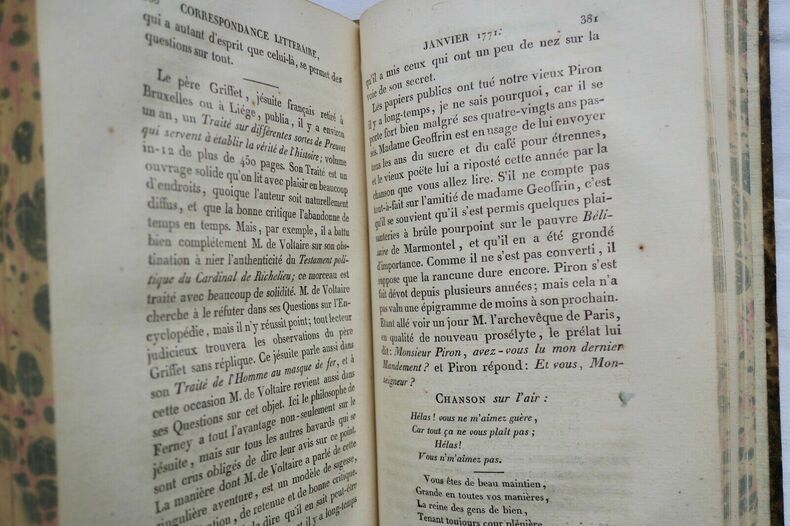 CORRESPONDANCE LITTERAIRE,
qui a autant d'esprit que celui-là, se permet des
questions sur tout.
Le père Griffet, jésuite français retiré à
Bruxelles ou à Liége, publia, il y a environ
un an, un Traité sur différentes sortes de Preuves
qui servent à établir la vérité de l'histoire; volume
in-12 de plus de 450 pages. Son Traité est un
ouvrage solide qu'on lit avec plaisir en beaucoup
d'endroits, quoique l'auteur soit naturellement
diffus, et que la bonne critique l'abandonne de
temps en temps. Mais, par exemple, il a battu
bien complétement M. de Voltaire sur son obs-
tination à nier l'authenticité du Testament poli-
tique du Cardinal de Richelieu; ce morceau est
traité avec beaucoup de solidité. M. de Voltaire
cherche à le réfuter dans ses Questions sur l'En-
cyclopédie, mais il n'y réussit point; tout lecteur
judicieux trouvera les observations du père
Griffet sans réplique. Ce jésuite parle aussi dans
son Traité de l'Homme au masque de fer, et à
cette occasion M. de Voltaire revient aussi dans
ses Questions sur cet objet. Ici le philosophe de
Ferney a tout l'avantage non-seulement sur le
jésuite, mais sur tous les autres bavards qui se
sont crus obligés de dire leur avis sur ce point.
La manière dont M. de Voltaire a parlé de cette
singulière aventure, est un modèle de sagesse,
de retenue et de bonne critique.
de dire qu'il en sait peut-être
et il y a long-temps
JANVIER 1771. 381
qu'il a mis ceux qui ont un peu de nez sur la
voie de son secret.
Les papiers publics ont tué notre vieux Piron
il y a long-temps, je ne sais pourquoi, car il se
porte fort bien malgré ses quatre-vingts ans pas-
sés. Madame Geoffrin est en usage de lui envoyer
tous les ans du sucre et du café pour étrennes,
et le vieux poëte lui a riposté cette année par la
chanson que vous allez lire. S'il ne compte pas
tout-à-fait sur l'amitié de madame Geoffrin, c'est
qu'il se souvient qu'il s'est permis quelques plai-
santeries à brûle pourpoint sur le pauvre Béli-
saire de Marmontel, et qu'il en a été grondé
d'importance. Comme il ne s'est pas converti, il
suppose que la rancune dure encore. Piron s'est
fait dévot depuis plusieurs années; mais cela n'a
pas valu une épigramme de moins à son prochain.
Etant allé voir un jour M. l'archevêque de Paris,
en qualité de nouveau prosélyte, le prélat lui
dit: Monsieur Piron, avez-vous lu mon dernier
Mandement? et Piron répond: Et vous, Mon-
seigneur?
CHANSON sur l'air:
Hélas! vous ne m'aimez guère,
Car tout ça ne vous plaît pas;
Hélas!
Vous n'm'aimez pas.
Vous êtes de beau maintien,
Grande en toutes vos manières,
La reine des gens de bien,
Tenant toujours cour plénière